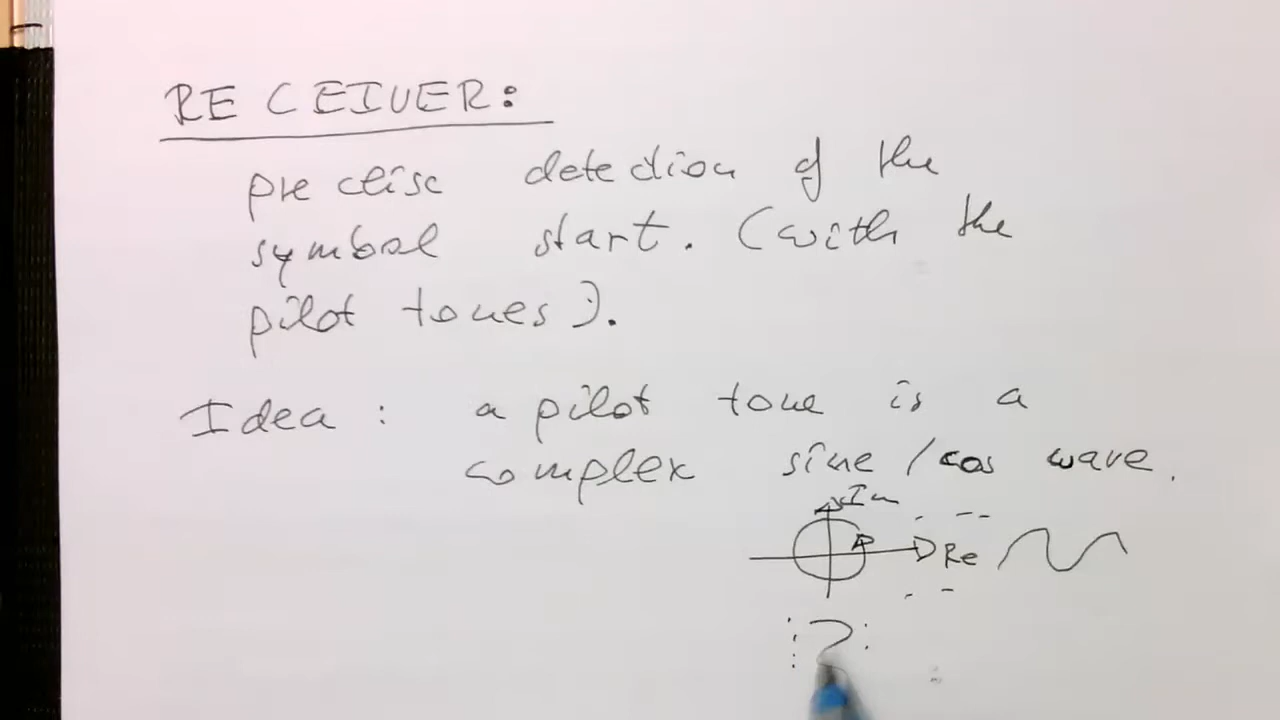 RECEIVER:
precise detection of the
symbol start. (with the
pilot tones).
Idea: a pilot tone is a
complex sine/cos wave.
Im
Re